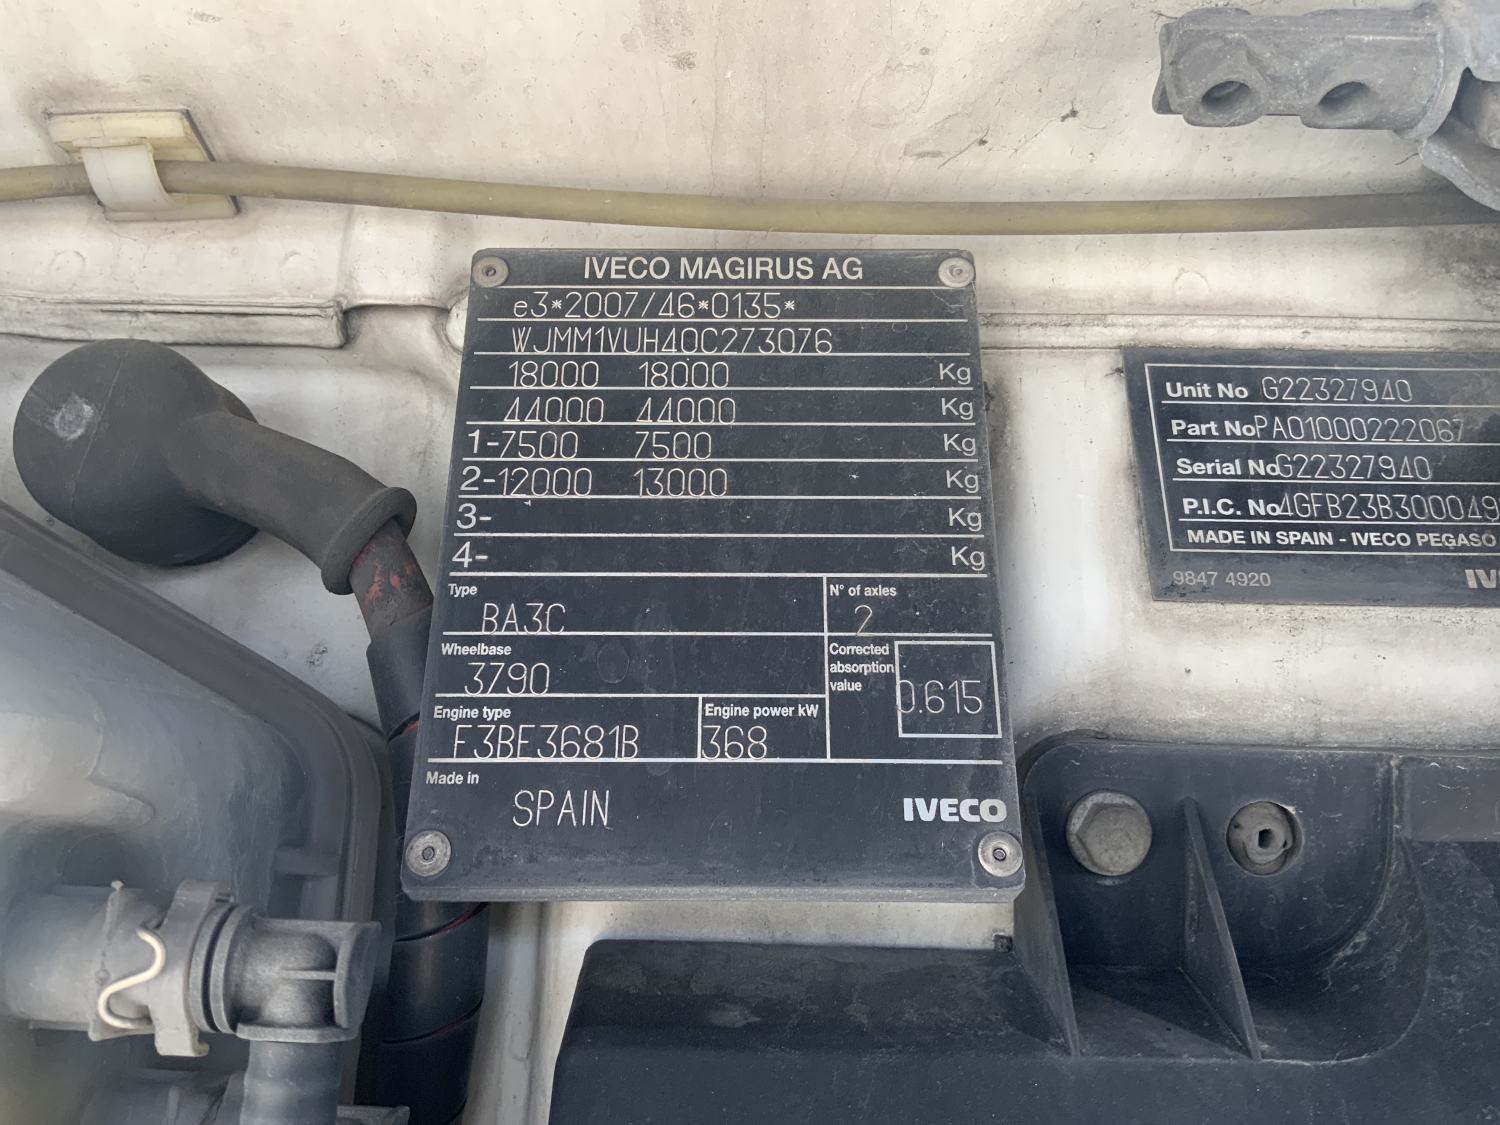 IVECO MAGIRUS AG
e3*2007/46*0135*
WJMM1VUH40C273076
18000 18000 Kg
44000 44000 Kg
1-7500 7500 Kg
2-12000 13000 Kg
3- Kg
4- Kg
Type
BA3C
N° of axles
2
Wheelbase
3790
Corrected absorption value
0.615
Engine type
F3BE3681B
Engine power kW
368
Made in
SPAIN
IVECO
Unit No G22327940
Part No PA01000222067
Serial No G22327940
P.I.C. No 4GFB23B300049
MADE IN SPAIN - IVECO PEGASO
9847 4920